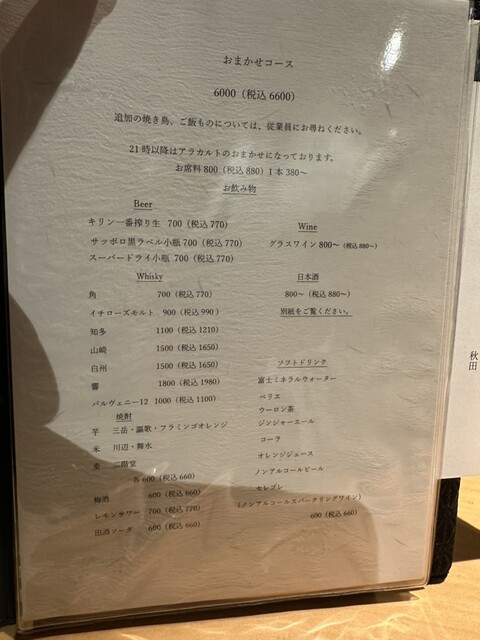 おまかせコース
6000（税込 6600）
追加の焼き鳥、ご飯ものについては、従業員にお尋ねください。
21時以降はアラカルトのおまかせになっております。
お席料 800（税込 880）1本 380～
お飲み物
Beer
キリン一番搾り生 700（税込 770）
サッポロ黒ラベル小瓶 700（税込 770）
スーパードライ小瓶 700（税込 770）
Wine
グラスワイン 800～（税込 880～）
Whisky
角 700（税込 770）
イチローズモルト 900（税込 990）
知多 1100（税込 1210）
山崎 1500（税込 1650）
白州 1500（税込 1650）
響 1800（税込 1980）
バルヴェニー12 1000（税込 1100）
日本酒
800～（税込 880～）
別紙をご覧ください。
焼酎
芋 三岳・謳歌・フラミンゴオレンジ
米 川辺・舞水
麦 二階堂
各 600（税込 660）
梅酒 600（税込 660）
レモンサワー 700（税込 770）
田酒ソーダ 600（税込 660）
ソフトドリンク
富士ミネラルウォーター
ペリエ
ウーロン茶
ジンジャーエール
コーラ
オレンジジュース
ノンアルコールビール
セレブレ
（ノンアルコールスパークリングワイン）
600（税込 660）
秋田